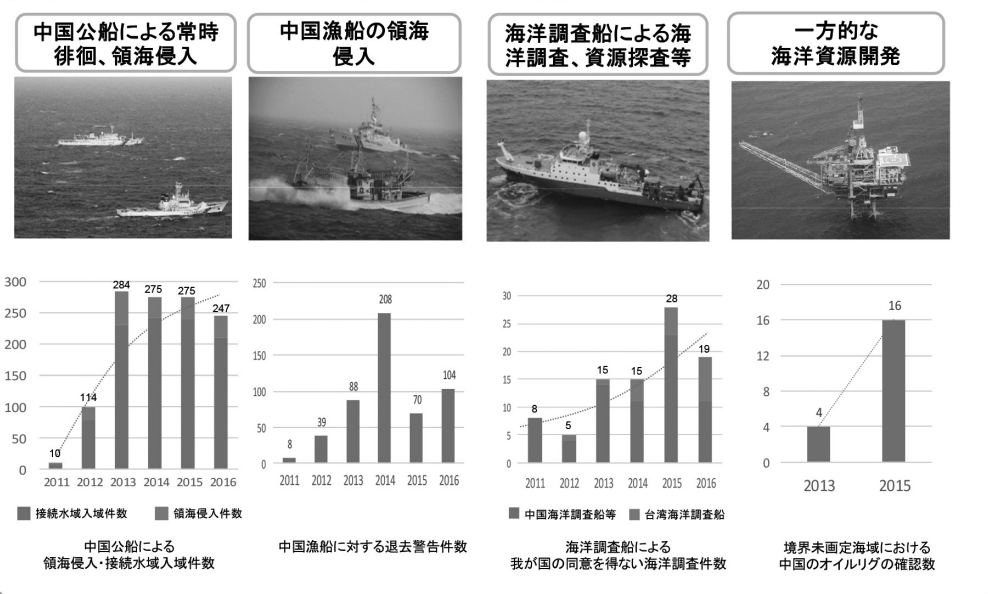 中国公船による常時
徘徊、領海侵入
中国漁船の領海
侵入
海洋調査船による海
洋調査、資源探査等
一方的な
海洋資源開発
300
250
200
150
100
50
0
10
114
284
275
275
247
2011 2012 2013 2014 2015 2016
接続水域入域件数 領海侵入件数
中国公船による
領海侵入・接続水域入域件数
250
200
150
100
50
0
8
39
88
208
70
104
2011 2012 2013 2014 2015 2016
中国漁船に対する退去警告件数
30
25
20
15
10
5
0
8
5
15
15
28
19
2011 2012 2013 2014 2015 2016
中国海洋調査船等 台湾海洋調査船
海洋調査船による
我が国の同意を得ない海洋調査件数
20
16
12
8
4
0
4
16
2013 2015
境界未画定海域における
中国のオイルリグの確認数